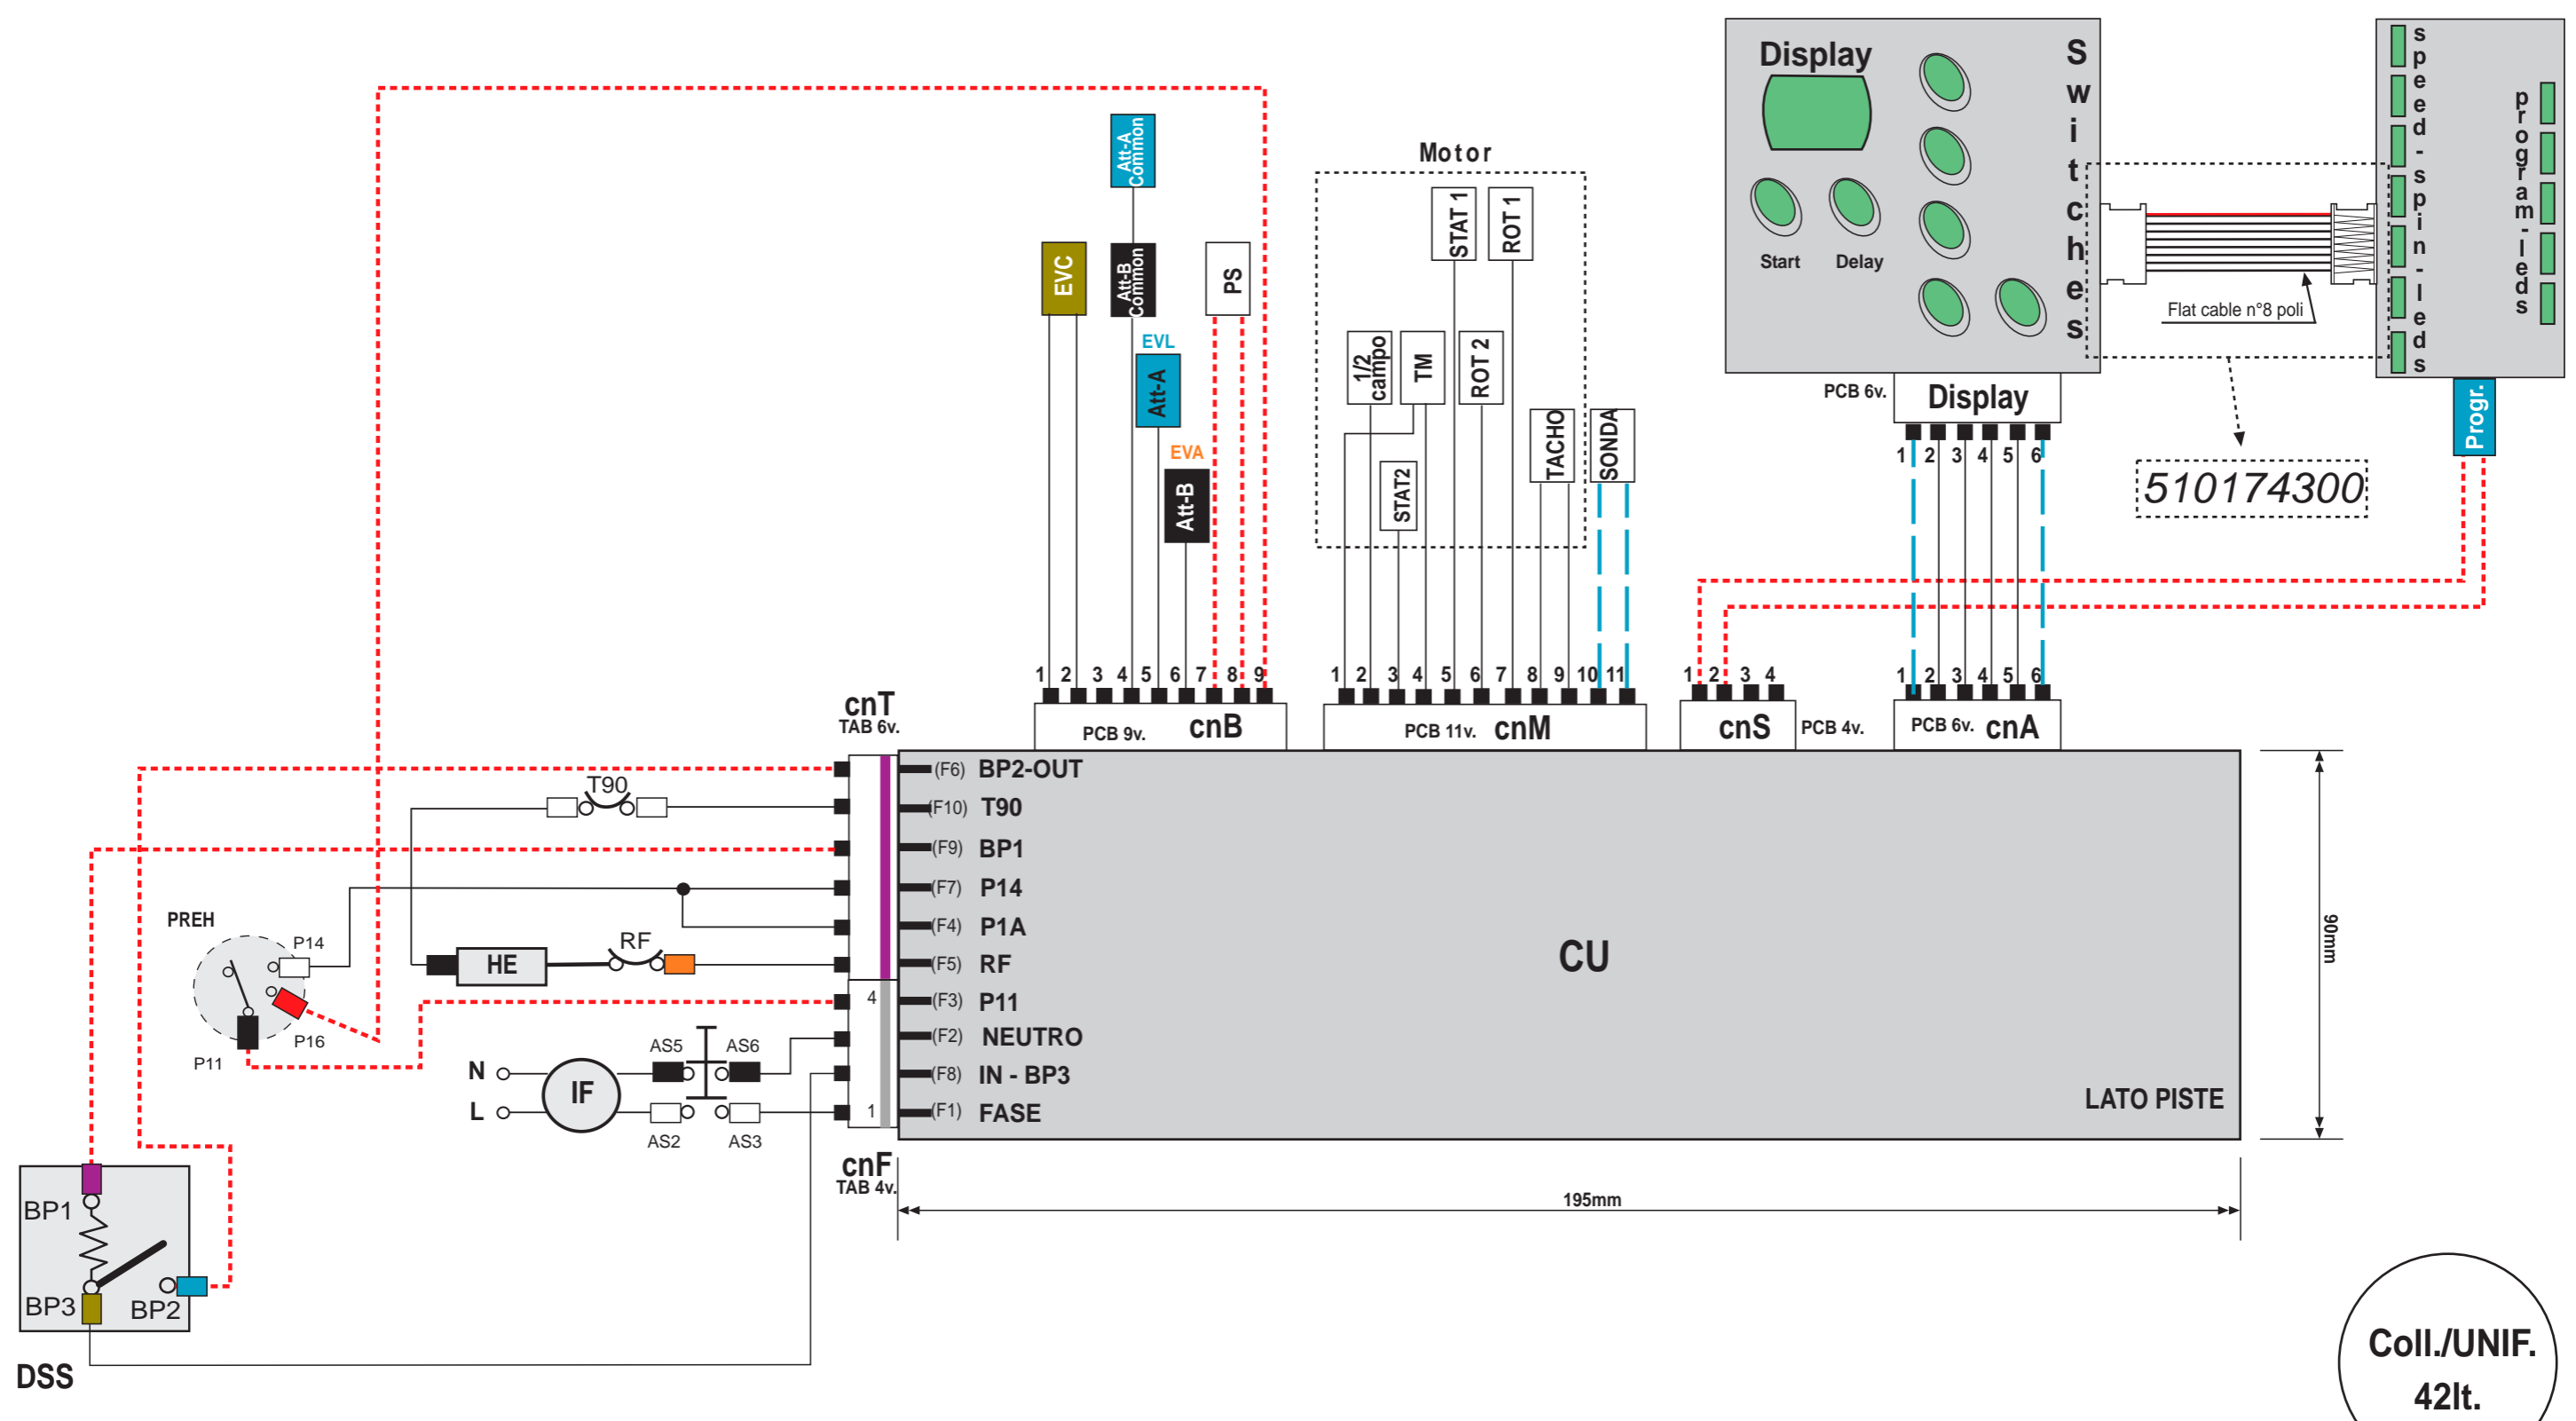 Display
Switches
Start
Delay
speed-spin-leds
program-leds
Flat cable n°8 poli
Progr.
PCB 6v.
Display
1 2 3 4 5 6
510174300
Att-A
Common
EVC
Att-B
Common
PS
EVL
Att-A
EVA
Att-B
Motor
STAT 1
ROT 1
1/2
campo
TM
ROT 2
STAT2
TACHO
SONDA
1 2 3 4 5 6 7 8 9
1 2 3 4 5 6 7 8 9 10 11
1 2 3 4
1 2 3 4 5 6
PCB 9v. cnB
PCB 11v. cnM
cnS PCB 4v.
PCB 6v. cnA
cnT
TAB 6v.
(F6) BP2-OUT
T90
(F10) T90
(F9) BP1
(F7) P14
(F4) P1A
HE
RF
(F5) RF
4 (F3) P11
(F2) NEUTRO
(F8) IN - BP3
1 (F1) FASE
CU
LATO PISTE
90mm
195mm
cnF
TAB 4v.
PREH
P14
P16
P11
N
L
IF
AS5
AS6
AS2
AS3
BP1
BP3
BP2
DSS
Coll./UNIF.
42lt.